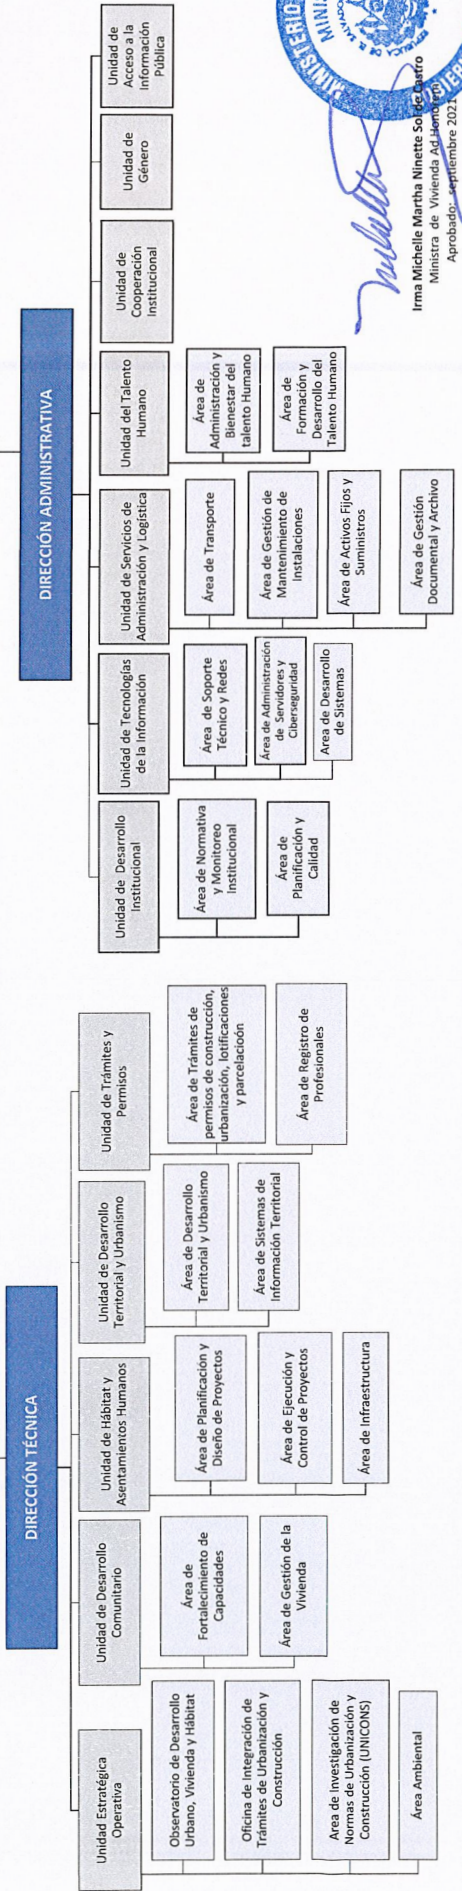 DIRECCIÓN TÉCNICA
Unidad Estratégica
Operativa
Observatorio de Desarrollo
Urbano, Vivienda y Hábitat
Oficina de Integración de
Trámites de Urbanización y
Construcción
Area de Investigación de
Normas de Urbanización y
Construcción (UNICONS)
Área Ambiental
Unidad de Desarrollo
Comunitario
Área de
Fortalecimiento de
Capacidades
Área de Gestión de la
Vivienda
Unidad de Hábitat y
Asentamientos Humanos
Área de Planificación y
Diseño de Proyectos
Área de Ejecución y
Control de Proyectos
Área de Infraestructura
Unidad de Desarrollo
Territorial y Urbanismo
Área de Desarrollo
Territorial y Urbanismo
Área de Sistemas de
Información Territorial
Unidad de Trámites y
Permisos
Área de Trámites de
permisos de construcción,
urbanización, lotificaciones
y parcelacioón
Área de Registro de
Profesionales
DIRECCIÓN ADMINISTRATIVA
Unidad de Desarrollo
Institucional
Área de Normativa
y Monitoreo
Institucional
Área de
Planificación y
Calidad
Unidad de Tecnologías
de la Información
Área de Soporte
Técnico y Redes
Área de Administración
de Servidores y
Ciberseguridad
Area de Desarrollo
de Sistemas
Unidad de Servicios de
Administración y Logística
Área de Transporte
Área de Gestión de
Mantenimiento de
Instalaciones
Área de Activos Fijos y
Suministros
Área de Gestión
Documental y Archivo
Unidad del Talento
Humano
Área de
Administración y
Bienestar del
talento Humano
Área de
Formación y
Desarrollo del
Talento Humano
Unidad de
Cooperación
Institucional
Unidad de
Género
Unidad de
Acceso a la
Información
Pública
MINISTERIO
Irma Michelle Martha Ninette Sol de Castro
Ministra de Vivienda Ad Honorem
Aprobado: septiembre 2021